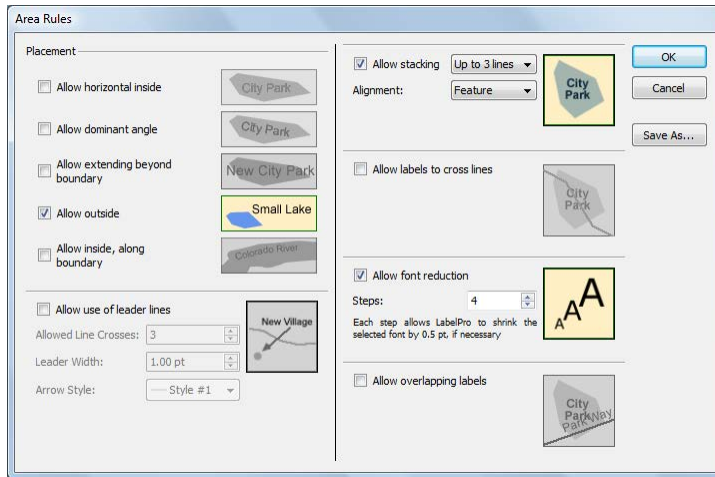 Area Rules
Placement
Allow horizontal inside
City Park
Allow dominant angle
City Park
Allow extending beyond
boundary
New City Park
Allow outside
Small Lake
Allow inside, along
boundary
Colorado River
Allow use of leader lines
Allowed Line Crosses: 3
Leader Width: 1.00 pt
Arrow Style: Style #1
New Village
Allow stacking Up to 3 lines
Alignment: Feature
City
Park
Allow labels to cross lines
City
Park
Allow font reduction
Steps: 4
Each step allows LabelPro to shrink the
selected font by 0.5 pt, if necessary
A A A
Allow overlapping labels
City
Park
Park Way
OK
Cancel
Save As...